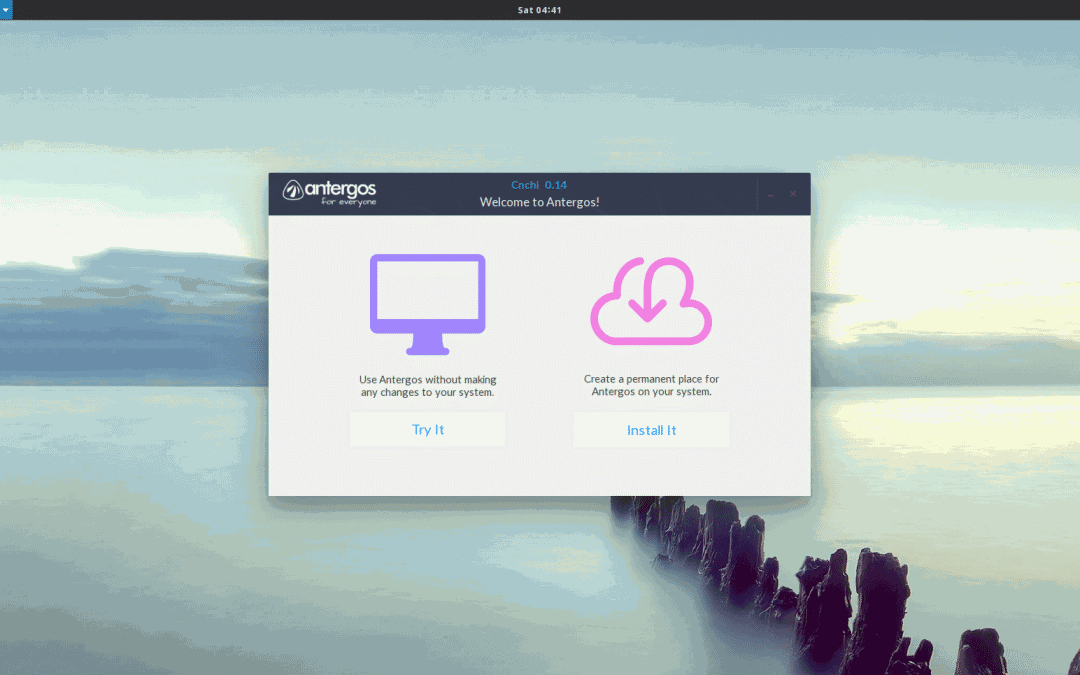 Sat 04:41
antergos
for everyone
Cnchi 0.14
Welcome to Antergos!
Use Antergos without making
any changes to your system.
Try It
Create a permanent place for
Antergos on your system.
Install It